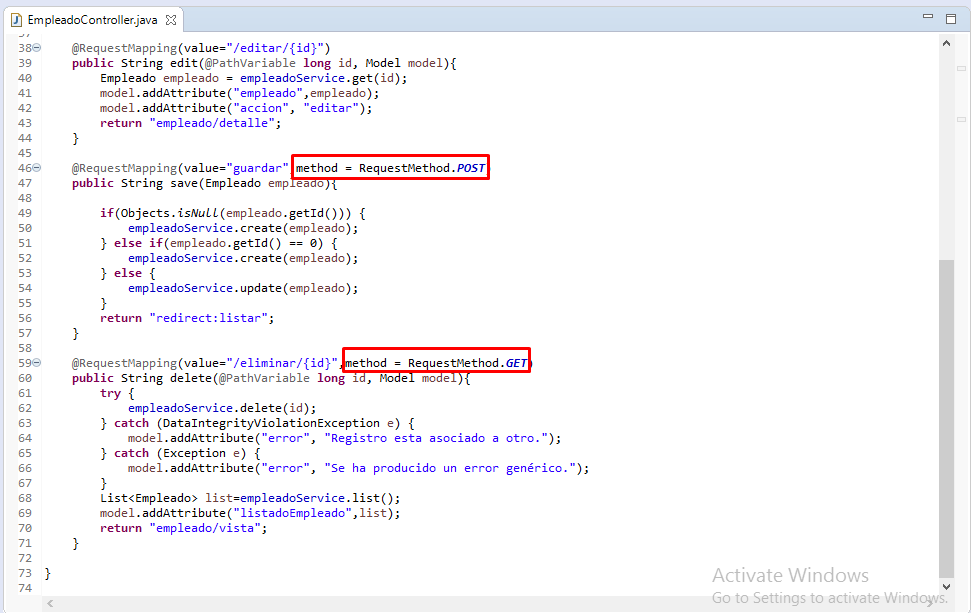 EmpleadoController.java
38 @RequestMapping(value="/editar/{id}")
39 public String edit(@PathVariable long id, Model model){
40 Empleado empleado = empleadoService.get(id);
41 model.addAttribute("empleado",empleado);
42 model.addAttribute("accion", "editar");
43 return "empleado/detalle";
44 }
45
46 @RequestMapping(value="guardar" method = RequestMethod.POST
47 public String save(Empleado empleado){
48
49 if(Objects.isNull(empleado.getId())) {
50 empleadoService.create(empleado);
51 } else if(empleado.getId() == 0) {
52 empleadoService.create(empleado);
53 } else {
54 empleadoService.update(empleado);
55 }
56 return "redirect:listar";
57 }
58
59 @RequestMapping(value="/eliminar/{id}",method = RequestMethod.GET)
60 public String delete(@PathVariable long id, Model model){
61 try {
62 empleadoService.delete(id);
63 } catch (DataIntegrityViolationException e) {
64 model.addAttribute("error", "Registro esta asociado a otro.");
65 } catch (Exception e) {
66 model.addAttribute("error", "Se ha producido un error genérico.");
67 }
68 List<Empleado> list=empleadoService.list();
69 model.addAttribute("listadoEmpleado",list);
70 return "empleado/vista";
71 }
72
73 }
74
Activate Windows
Go to Settings to activate Windows.